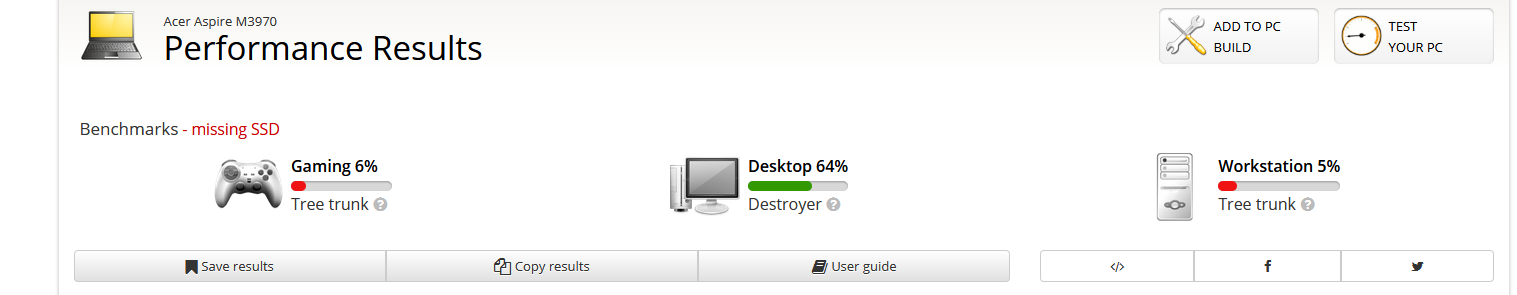 Acer Aspire M3970
Performance Results
ADD TO PC
BUILD
TEST
YOUR PC
Benchmarks - missing SSD
Gaming 6%
Tree trunk ?
Desktop 64%
Destroyer ?
Workstation 5%
Tree trunk ?
Save results
Copy results
User guide
</>